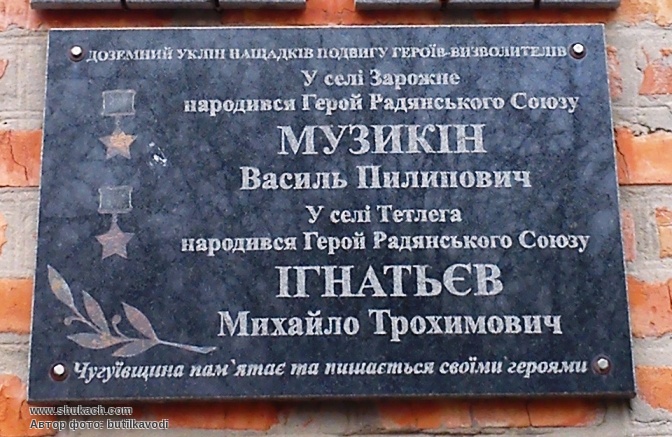 ДОЗЕМНИЙ УКЛІН НАЩАДКІВ ПОДВИГУ ГЕРОЇВ-ВИЗВОЛИТЕЛІВ
У селі Зарожне
народився Герой Радянського Союзу
МУЗИКІН
Василь Пилипович
У селі Тетлега
народився Герой Радянського Союзу
ІГНАТЬЄВ
Михайло Трохимович
Чугуївщина пам`ятає та пишається своїми героями
www.shukach.com
Автор фото: butilkavodi